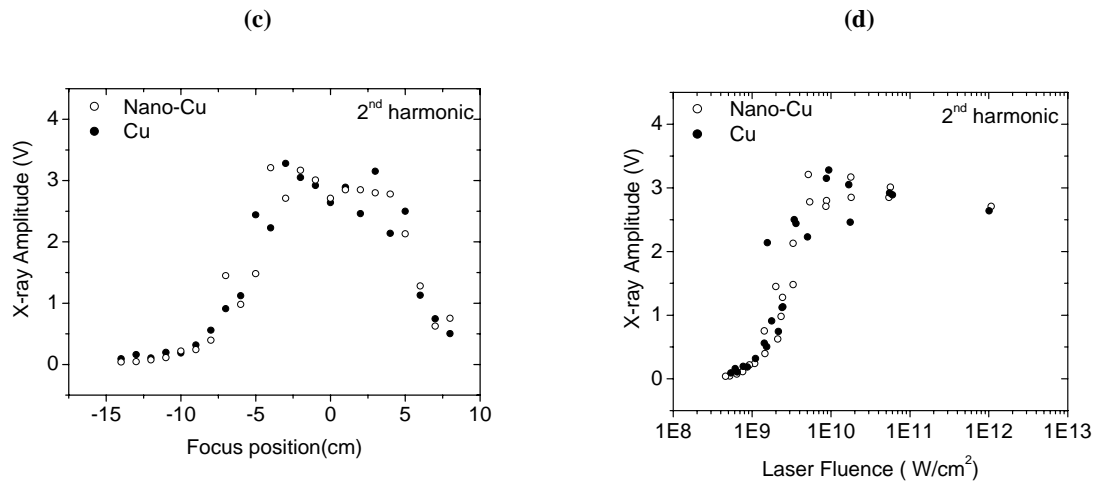 (c)
(d)
Nano-Cu
Cu
2nd harmonic
4
3
2
1
0
X-ray Amplitude (V)
-15
-10
-5
0
5
10
Focus position(cm)
Nano-Cu
Cu
2nd harmonic
4
3
2
1
0
X-ray Amplitude (V)
1E8
1E9
1E10
1E11
1E12
1E13
Laser Fluence ( W/cm2)